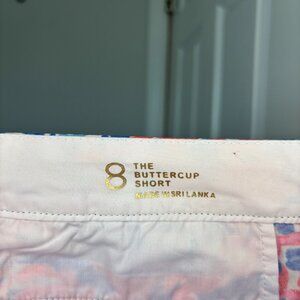 8
THE
BUTTERCUP
SHORT
MADE IN SRI LANKA